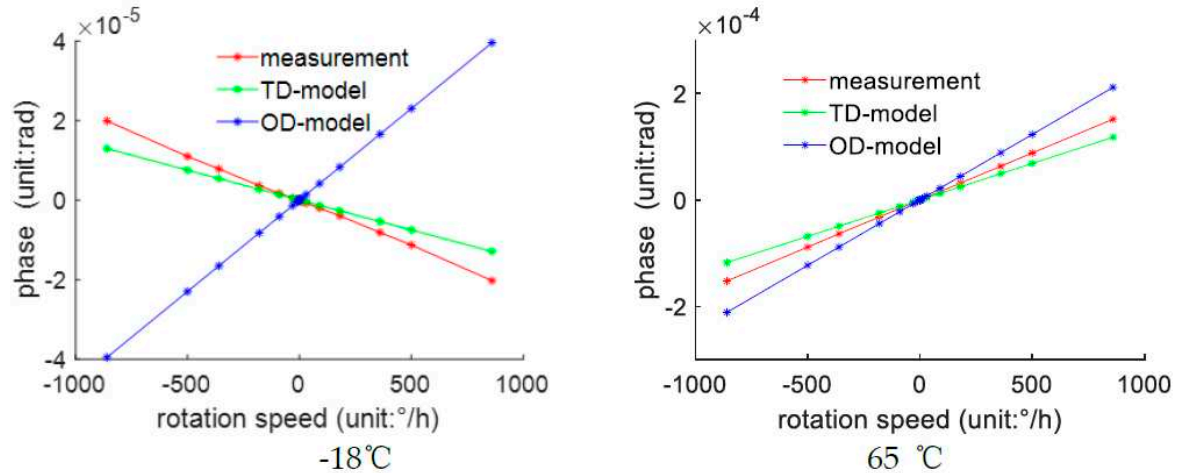 ×10⁻⁵
4
2
0
-2
-4
phase (unit:rad)
measurement
TD-model
OD-model
-1000 -500 0 500 1000
rotation speed (unit:°/h)
-18℃
×10⁻⁴
2
0
-2
phase (unit:rad)
measurement
TD-model
OD-model
-1000 -500 0 500 1000
rotation speed (unit:°/h)
65 ℃